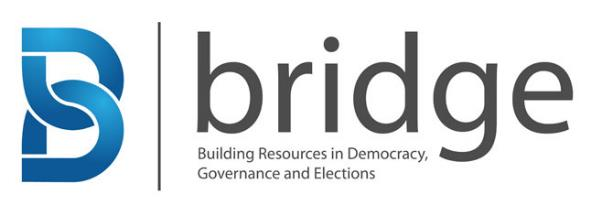 bridge
Building Resources in Democracy,
Governance and Elections